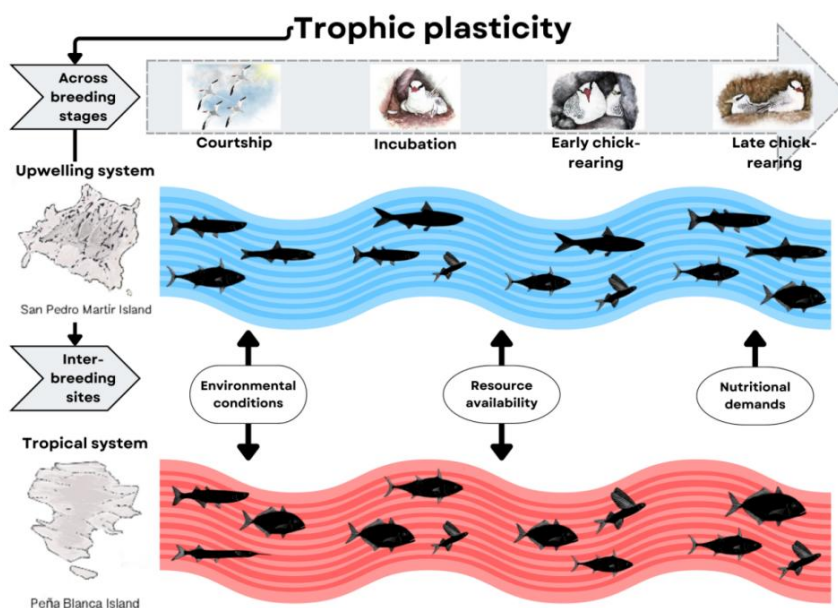 Trophic plasticity
Across
breeding
stages
Courtship
Incubation
Early chick-
rearing
Late chick-
rearing
Upwelling system
San Pedro Martír Island
Inter-
breeding
sites
Environmental
conditions
Resource
availability
Nutritional
demands
Tropical system
Peña Blanca Island